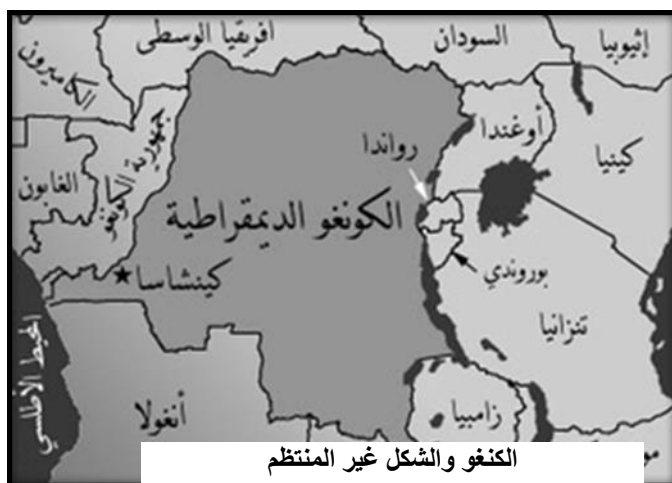 افريقيا الوسطى
السودان
إثيوبيا
الكاميرون
جمهورية الكونغو
أوغندا
رواندا
كينيا
الغابون
الكونغو الديمقراطية
كينشاسا
بوروندي
تنزانيا
المحيط الأطلسي
أنغولا
زامبيا
الكنغو والشكل غير المنتظم